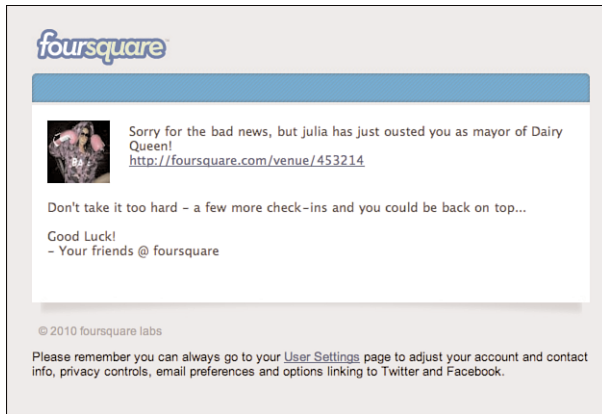 foursquare
Sorry for the bad news, but julia has just ousted you as mayor of Dairy
Queen!
http://foursquare.com/venue/453214
Don't take it too hard – a few more check-ins and you could be back on top...
Good Luck!
– Your friends @ foursquare
© 2010 foursquare labs
Please remember you can always go to your User Settings page to adjust your account and contact
info, privacy controls, email preferences and options linking to Twitter and Facebook.